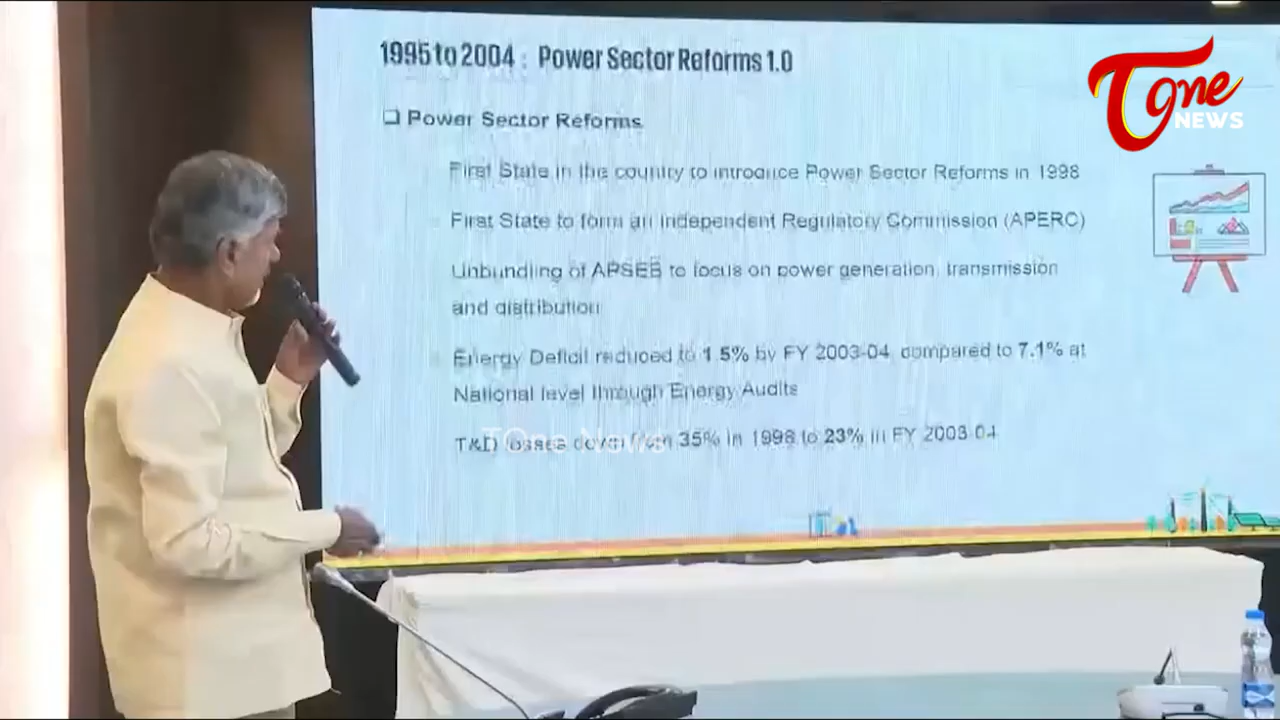 1995 to 2004 : Power Sector Reforms 1.0
Tone
NEWS
❑ Power Sector Reforms
First State in the country to introduce Power Sector Reforms in 1998
First State to form an Independent Regulatory Commission (APERC)
Unbundling of APSEB to focus on power generation, transmission
and distribution
Energy Deficit reduced to 1.5% by FY 2003-04, compared to 7.1% at
National level through Energy Audits
T&D losses down from 35% in 1998 to 23% in FY 2003-04
TOne News